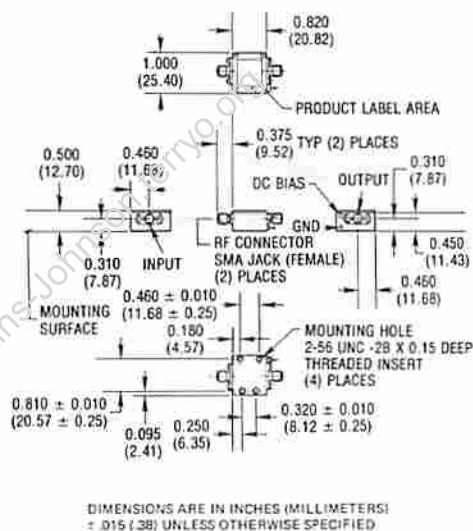 0.820
(20.82)
1.000
(25.40)
PRODUCT LABEL AREA
0.375 TYP (2) PLACES
(9.52)
0.500
(12.70)
0.460
(11.68)
DC BIAS
OUTPUT
0.310
(7.87)
GND
RF CONNECTOR
SMA JACK (FEMALE)
(2) PLACES
INPUT
0.310
(7.87)
0.450
(11.43)
0.460
(11.68)
MOUNTING
SURFACE
0.460 ± 0.010
(11.68 ± 0.25)
0.180
(4.57)
MOUNTING HOLE
2-56 UNC -2B X 0.15 DEEP
THREADED INSERT
(4) PLACES
0.810 ± 0.010
(20.57 ± 0.25)
0.095
(2.41)
0.250
(6.35)
0.320 ± 0.010
(8.12 ± 0.25)
DIMENSIONS ARE IN INCHES (MILLIMETERS)
± .015 (.38) UNLESS OTHERWISE SPECIFIED